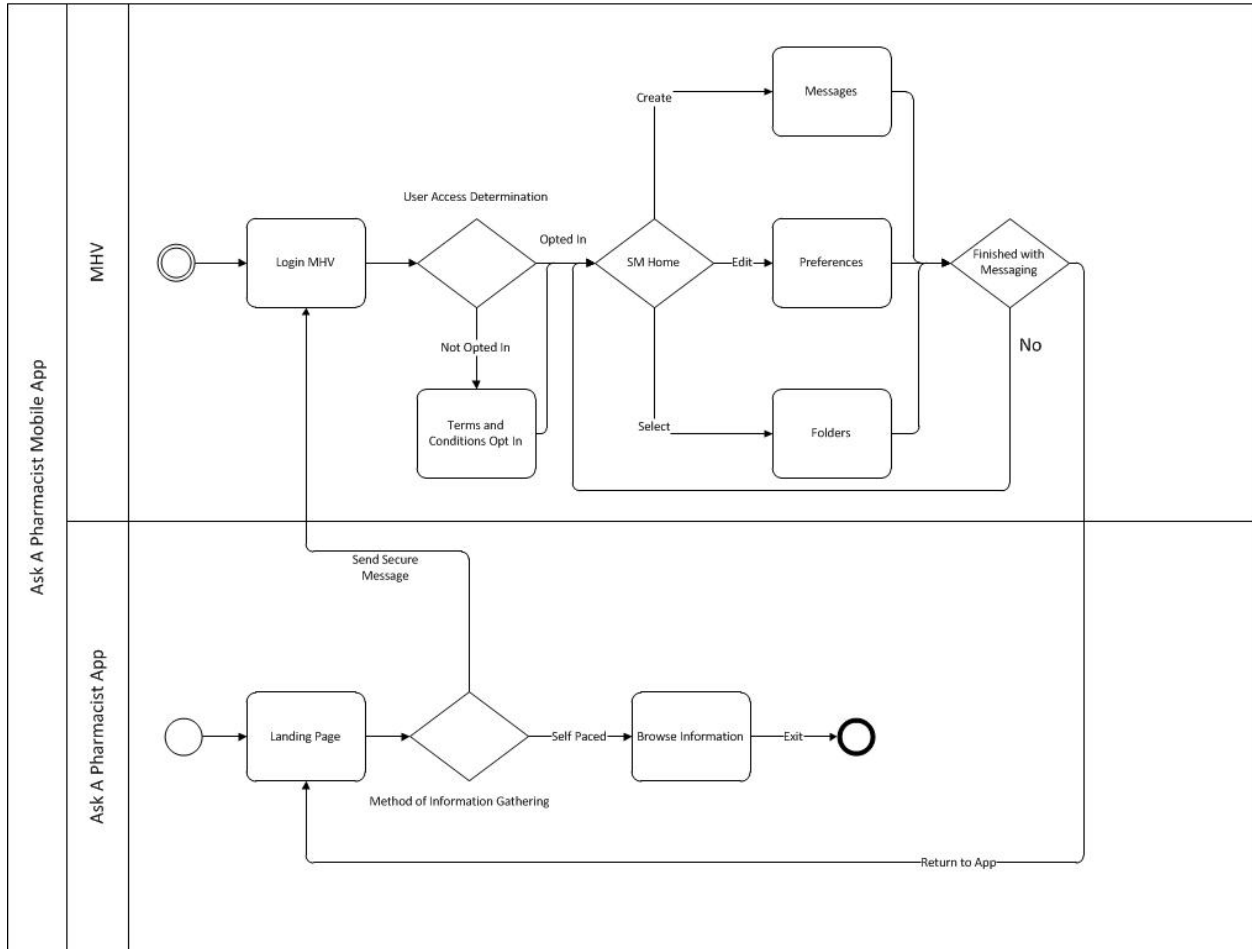 Ask A Pharmacist Mobile App
MHV
Create
Messages
User Access Determination
Opted In
Login MHV
SM Home
Edit
Preferences
Finished with
Messaging
Not Opted In
No
Terms and
Conditions Opt In
Select
Folders
Ask A Pharmacist App
Send Secure
Message
Landing Page
Self Paced
Browse Information
Exit
Method of Information Gathering
Return to App